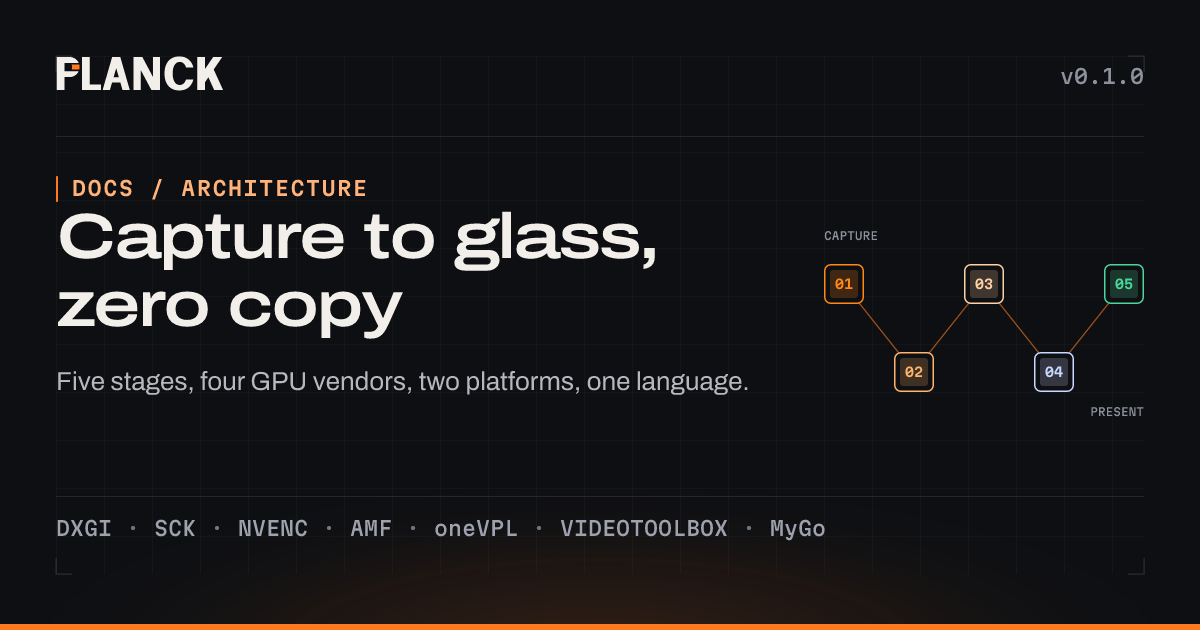 PLANCK
v0.1.0
DOCS / ARCHITECTURE
Capture to glass,
zero copy
Five stages, four GPU vendors, two platforms, one language.
CAPTURE
01
03
05
02
04
PRESENT
DXGI · SCK · NVENC · AMF · oneVPL · VIDEOTOOLBOX · MyGo